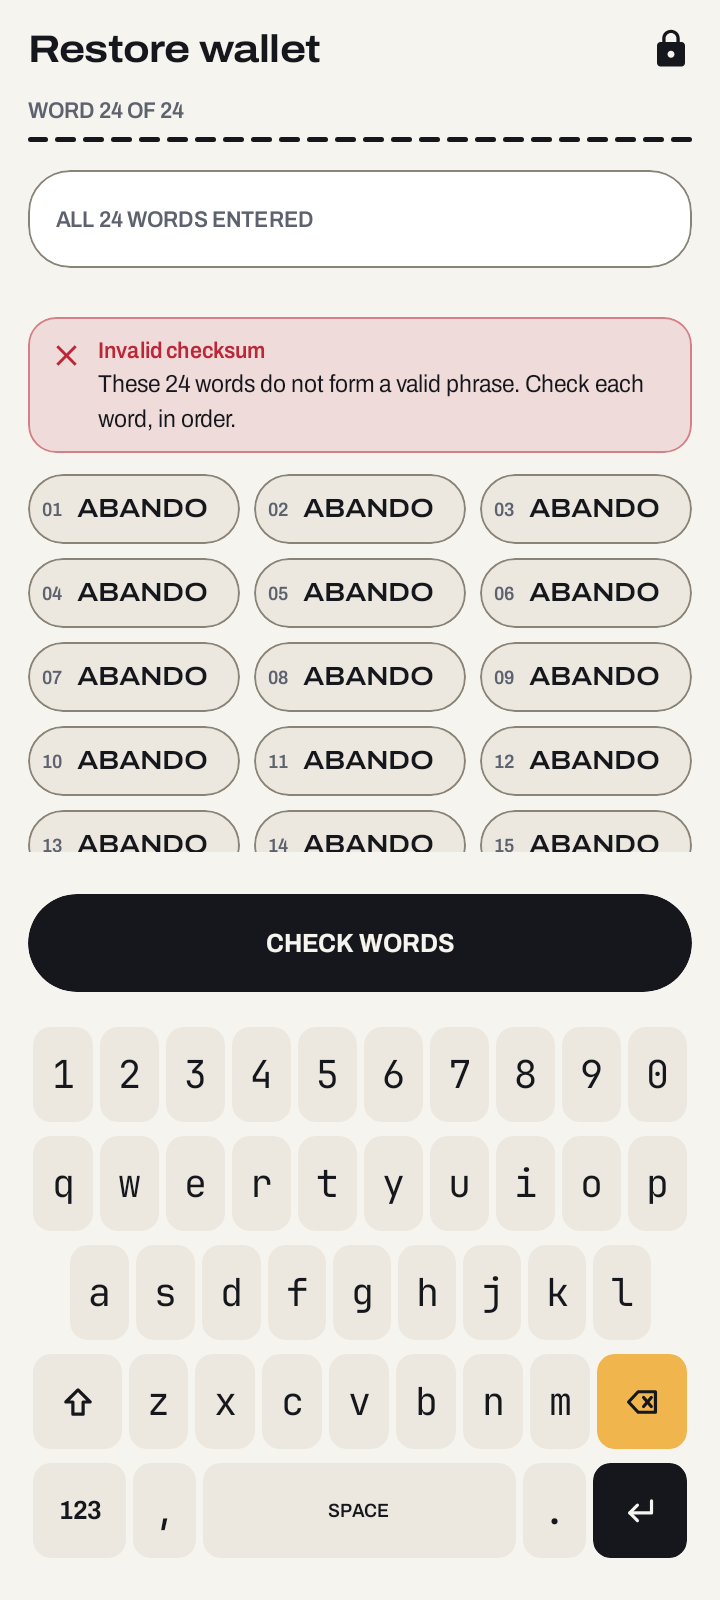 Restore wallet
WORD 24 OF 24
ALL 24 WORDS ENTERED
Invalid checksum
These 24 words do not form a valid phrase. Check each
word, in order.
01 ABANDO 02 ABANDO 03 ABANDO
04 ABANDO 05 ABANDO 06 ABANDO
07 ABANDO 08 ABANDO 09 ABANDO
10 ABANDO 11 ABANDO 12 ABANDO
13 ABANDO 14 ABANDO 15 ABANDO
CHECK WORDS
1 2 3 4 5 6 7 8 9 0
q w e r t y u i o p
a s d f g h j k l
z x c v b n m
123 , SPACE .